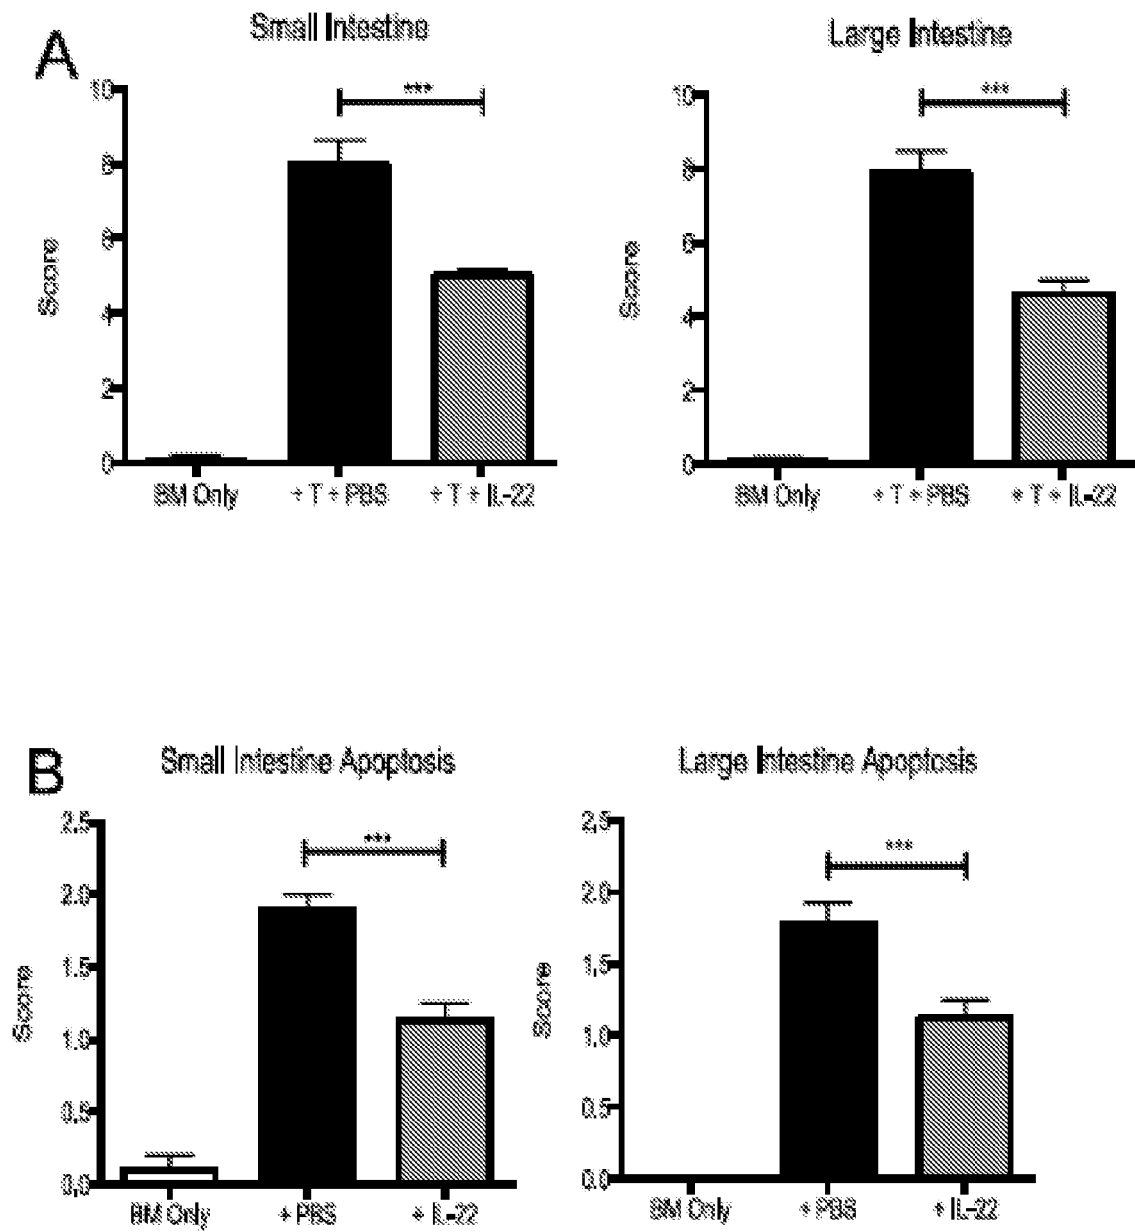 A
Small Intestine
Large Intestine
***
***
10
8
6
4
2
0
Score
BM Only
+ T + PBS
+ T + IL-22
10
8
6
4
2
0
Score
BM Only
+ T + PBS
+ T + IL-22
B
Small Intestine Apoptosis
Large Intestine Apoptosis
***
***
2.5
2.0
1.5
1.0
0.5
0.0
Score
BM Only
+ PBS
+ IL-22
2.5
2.0
1.5
1.0
0.5
0.0
Score
BM Only
+ PBS
+ IL-22